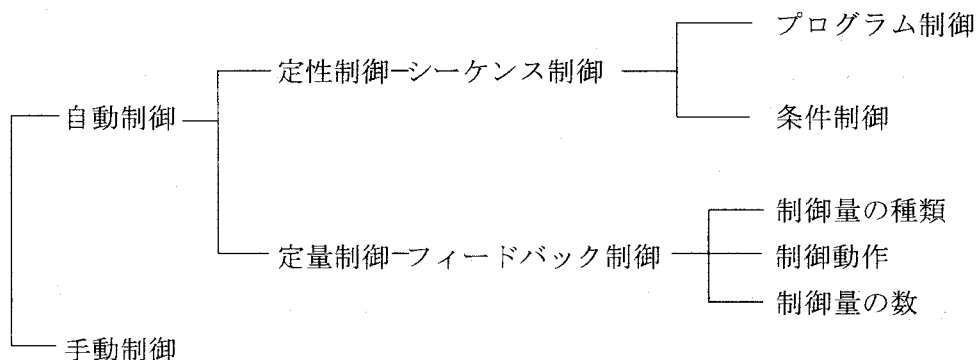 プログラム制御
定性制御ーシーケンス制御
自動制御
条件制御
制御量の種類
定量制御ーフィードバック制御
制御動作
制御量の数
手動制御